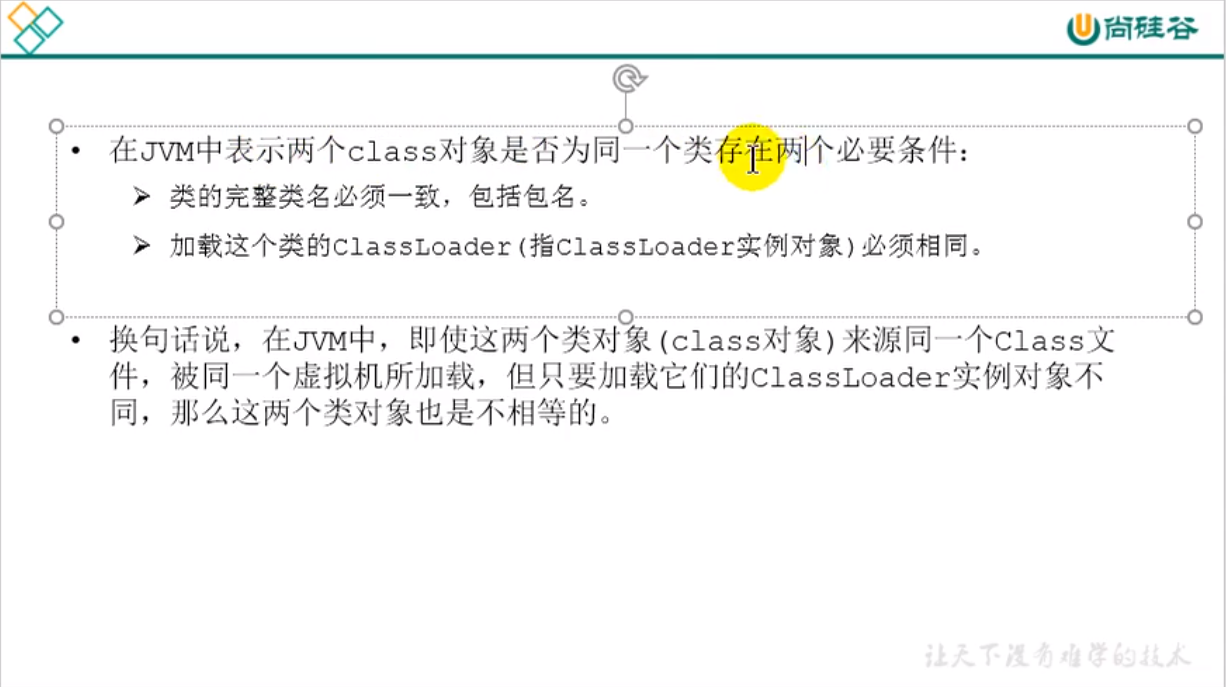 尚硅谷
• 在JVM中表示两个class对象是否为同一个类存在两个必要条件：
➢ 类的完整类名必须一致，包括包名。
➢ 加载这个类的ClassLoader(指ClassLoader实例对象)必须相同。
• 换句话说，在JVM中，即使这两个类对象(class对象)来源同一个Class文
件，被同一个虚拟机所加载，但只要加载它们的ClassLoader实例对象不
同，那么这两个类对象也是不相等的。
让天下没有难学的技术